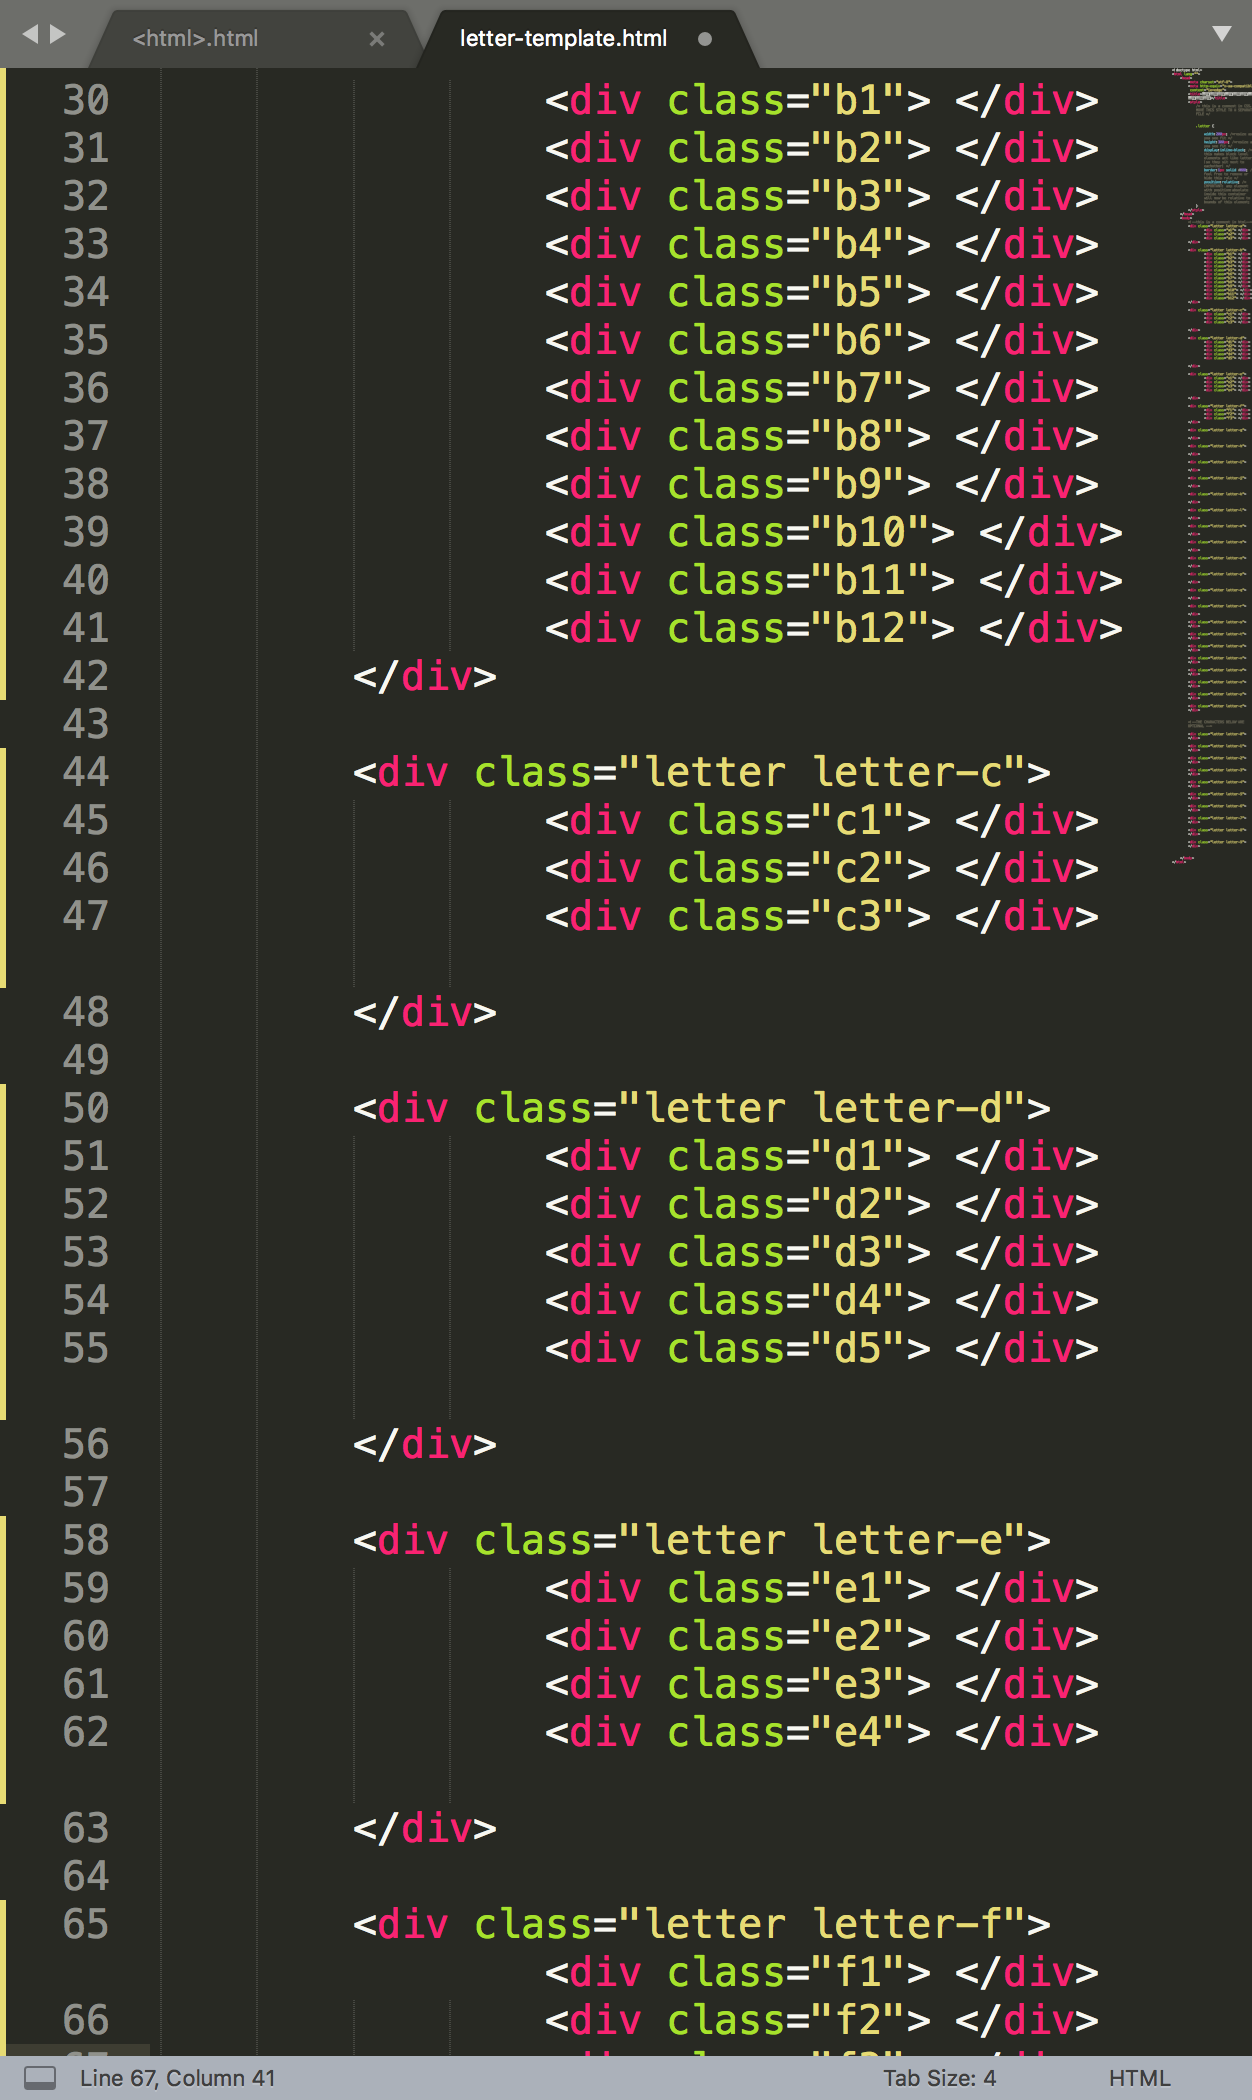 <html>.html ×
letter-template.html
30 <div class="b1"> </div>
31 <div class="b2"> </div>
32 <div class="b3"> </div>
33 <div class="b4"> </div>
34 <div class="b5"> </div>
35 <div class="b6"> </div>
36 <div class="b7"> </div>
37 <div class="b8"> </div>
38 <div class="b9"> </div>
39 <div class="b10"> </div>
40 <div class="b11"> </div>
41 <div class="b12"> </div>
42 </div>
43
44 <div class="letter letter-c">
45 <div class="c1"> </div>
46 <div class="c2"> </div>
47 <div class="c3"> </div>
48 </div>
49
50 <div class="letter letter-d">
51 <div class="d1"> </div>
52 <div class="d2"> </div>
53 <div class="d3"> </div>
54 <div class="d4"> </div>
55 <div class="d5"> </div>
56 </div>
57
58 <div class="letter letter-e">
59 <div class="e1"> </div>
60 <div class="e2"> </div>
61 <div class="e3"> </div>
62 <div class="e4"> </div>
63 </div>
64
65 <div class="letter letter-f">
<div class="f1"> </div>
66 <div class="f2"> </div>
Line 67, Column 41 Tab Size: 4 HTML